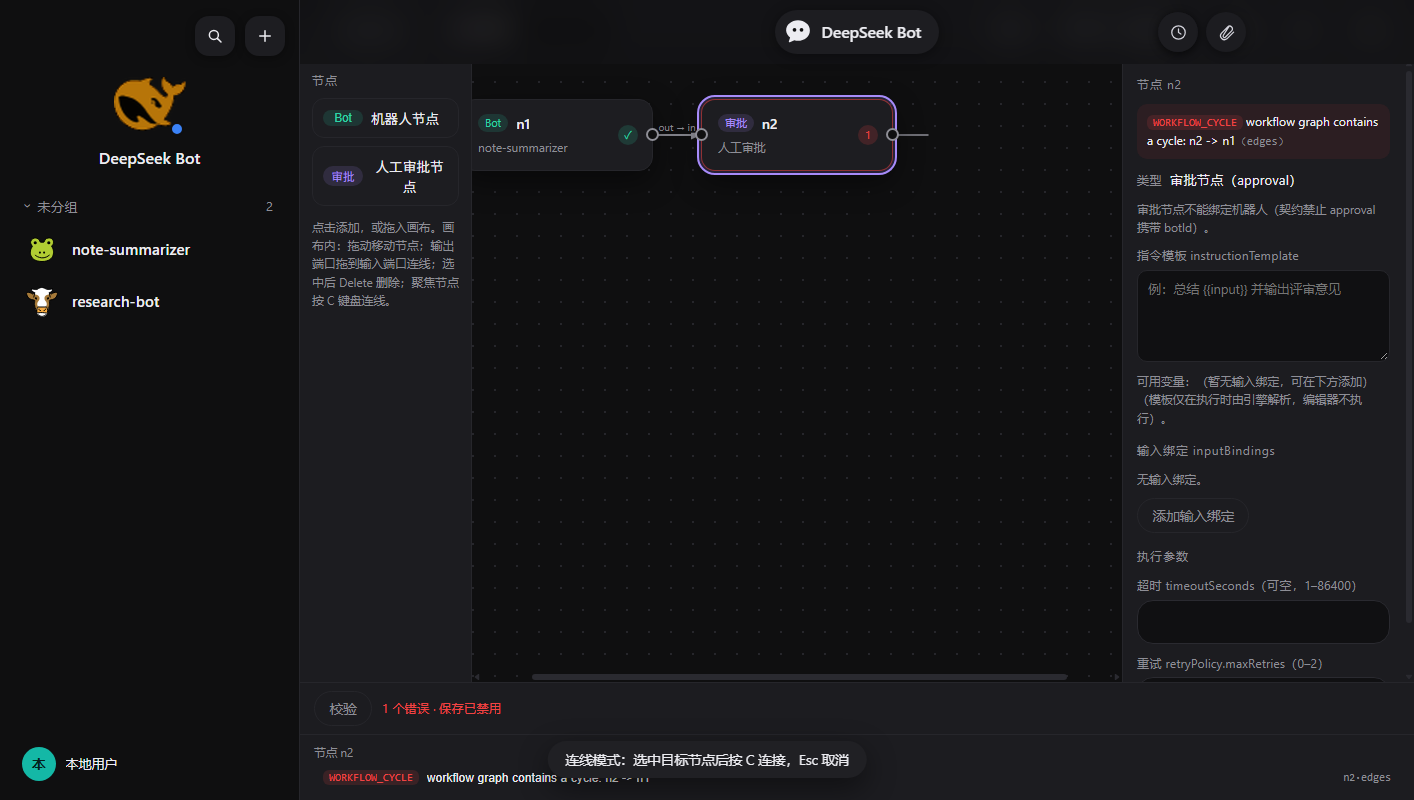 DeepSeek Bot
未分组
2
note-summarizer
research-bot
本
本地用户
DeepSeek Bot
节点
Bot
机器人节点
审批
人工审批节
点
点击添加，或拖入画布。画
布内：拖动移动节点；输出
端口拖到输入端口连线；选
中后 Delete 删除；聚焦节点
按 C 键盘连线。
Bot
n1
note-summarizer
✓
out → in
审批
n2
人工审批
1
节点 n2
WORKFLOW_CYCLE workflow graph contains
a cycle: n2 -> n1 (edges)
类型 审批节点（approval）
审批节点不能绑定机器人（契约禁止 approval
携带 botId）。
指令模板 instructionTemplate
例：总结 {{input}} 并输出评审意见
可用变量：（暂无输入绑定，可在下方添加）
（模板仅在执行时由引擎解析，编辑器不执
行）。
输入绑定 inputBindings
无输入绑定。
添加输入绑定
执行参数
超时 timeoutSeconds（可空，1–86400）
重试 retryPolicy.maxRetries（0–2）
校验
1 个错误 · 保存已禁用
节点 n2
WORKFLOW_CYCLE
workflow graph contains a cycle: n2 -> n1
n2 · edges
连线模式：选中目标节点后按 C 连接，Esc 取消